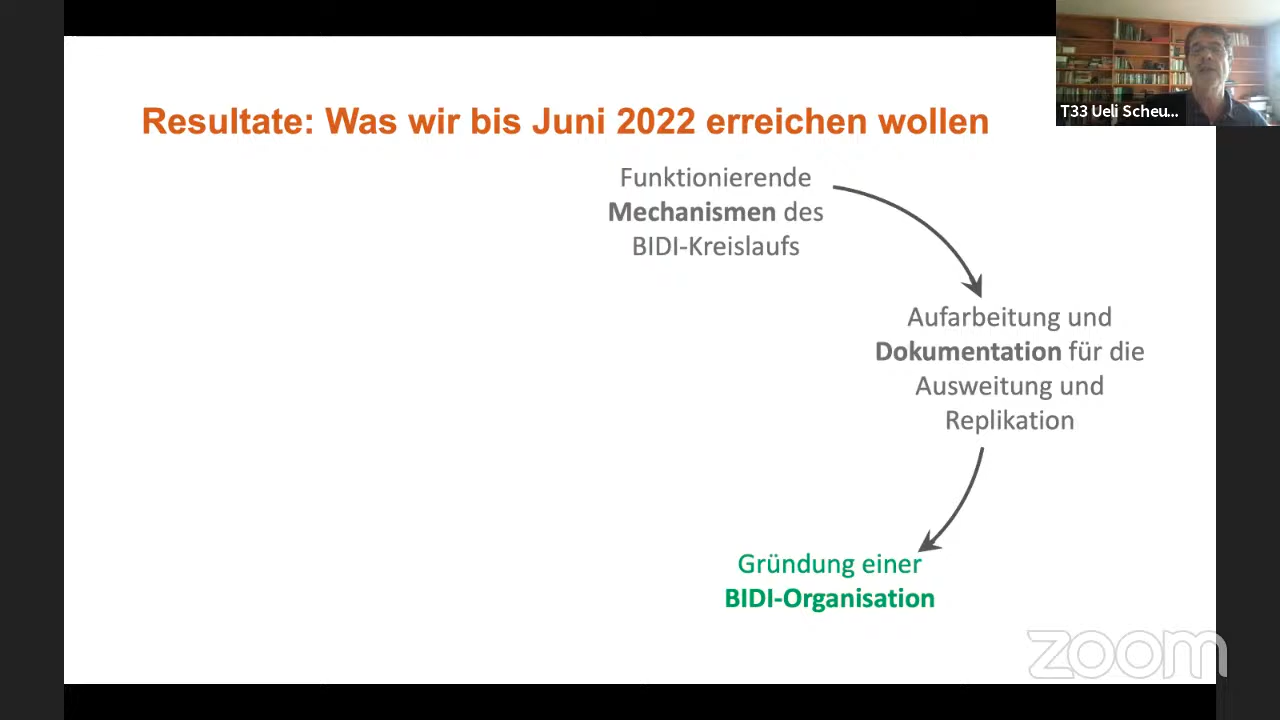 Resultate: Was wir bis Juni 2022 erreichen wollen
T33 Ueli Scheu...
Funktionierende
Mechanismen des
BIDI-Kreislaufs
Aufarbeitung und
Dokumentation für die
Ausweitung und
Replikation
Gründung einer
BIDI-Organisation
zoom